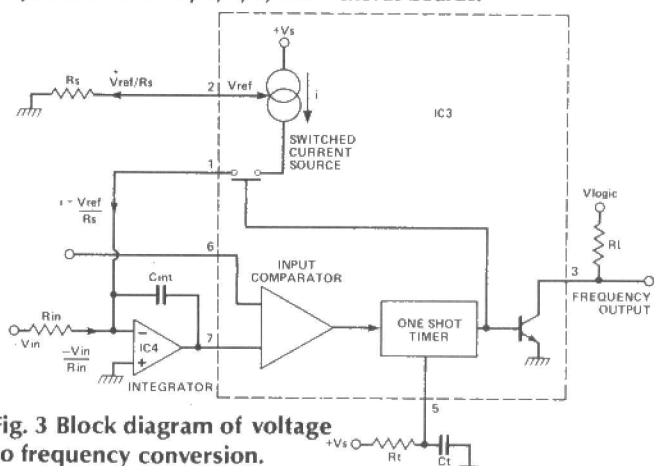 +Vs
Rs
Vref/Rs
2
Vref
i
IC3
SWITCHED
CURRENT
SOURCE
1
Vref
Rs
Vlogic
Rl
6
INPUT
COMPARATOR
3
FREQUENCY
OUTPUT
Cint
ONE SHOT
TIMER
Rin
-Vin
-Vin
Rin
IC4
7
INTEGRATOR
5
+Vs
Rt
Ct
Fig. 3 Block diagram of voltage
to frequency conversion.